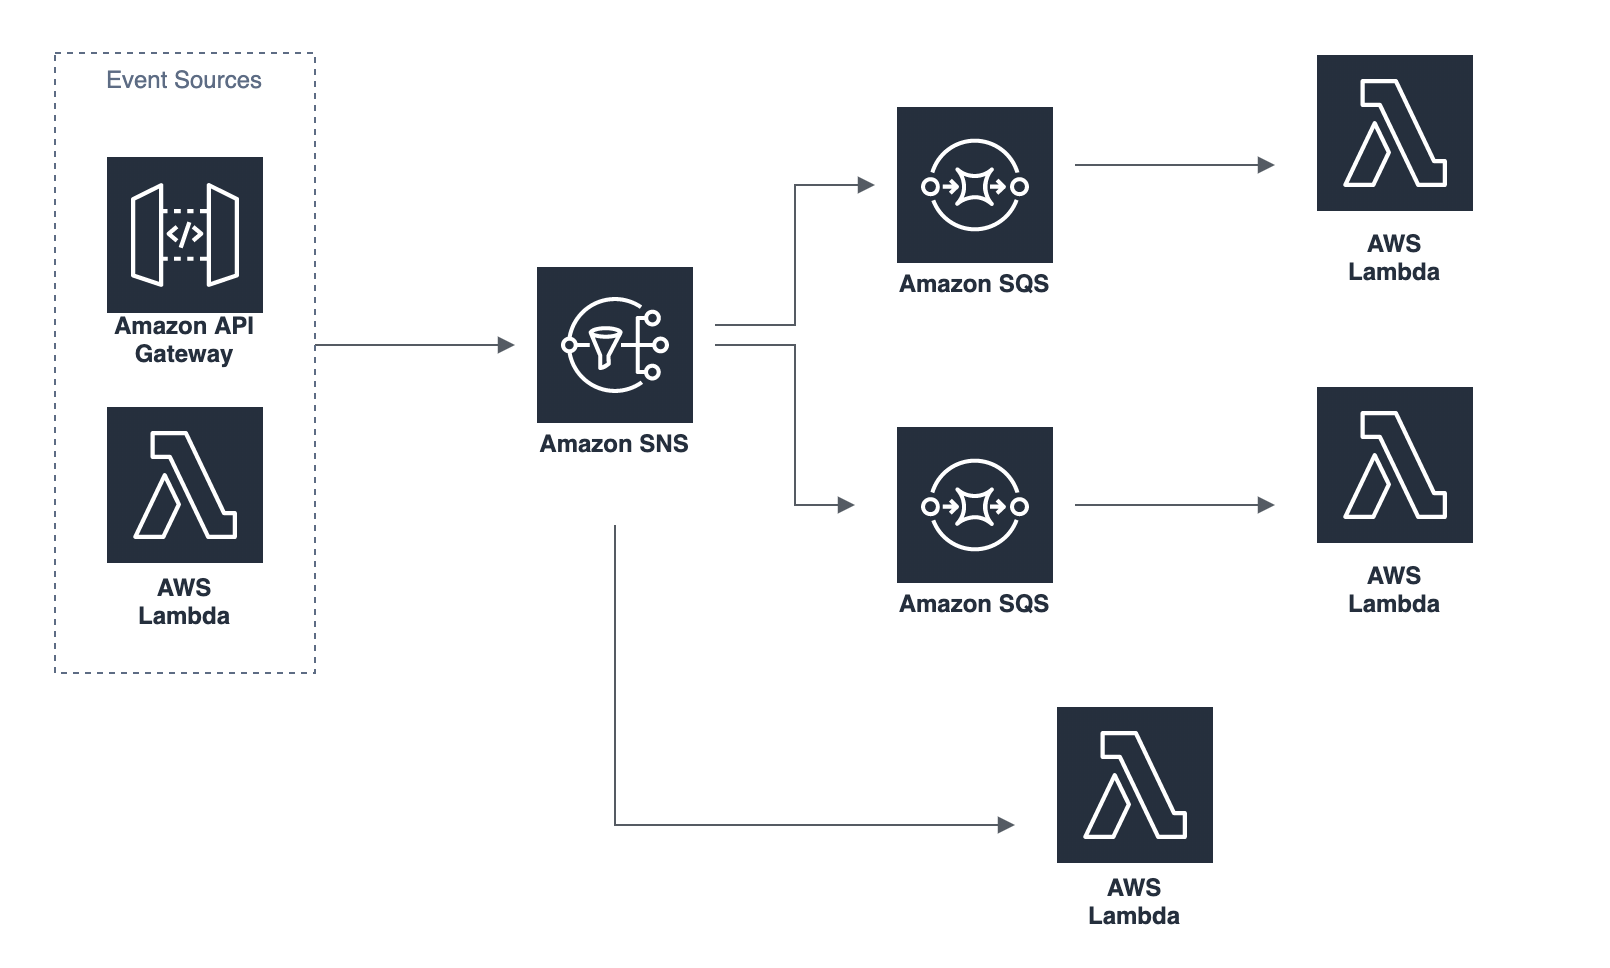 Event Sources
Amazon API
Gateway
AWS
Lambda
Amazon SNS
Amazon SQS
AWS
Lambda
Amazon SQS
AWS
Lambda
AWS
Lambda